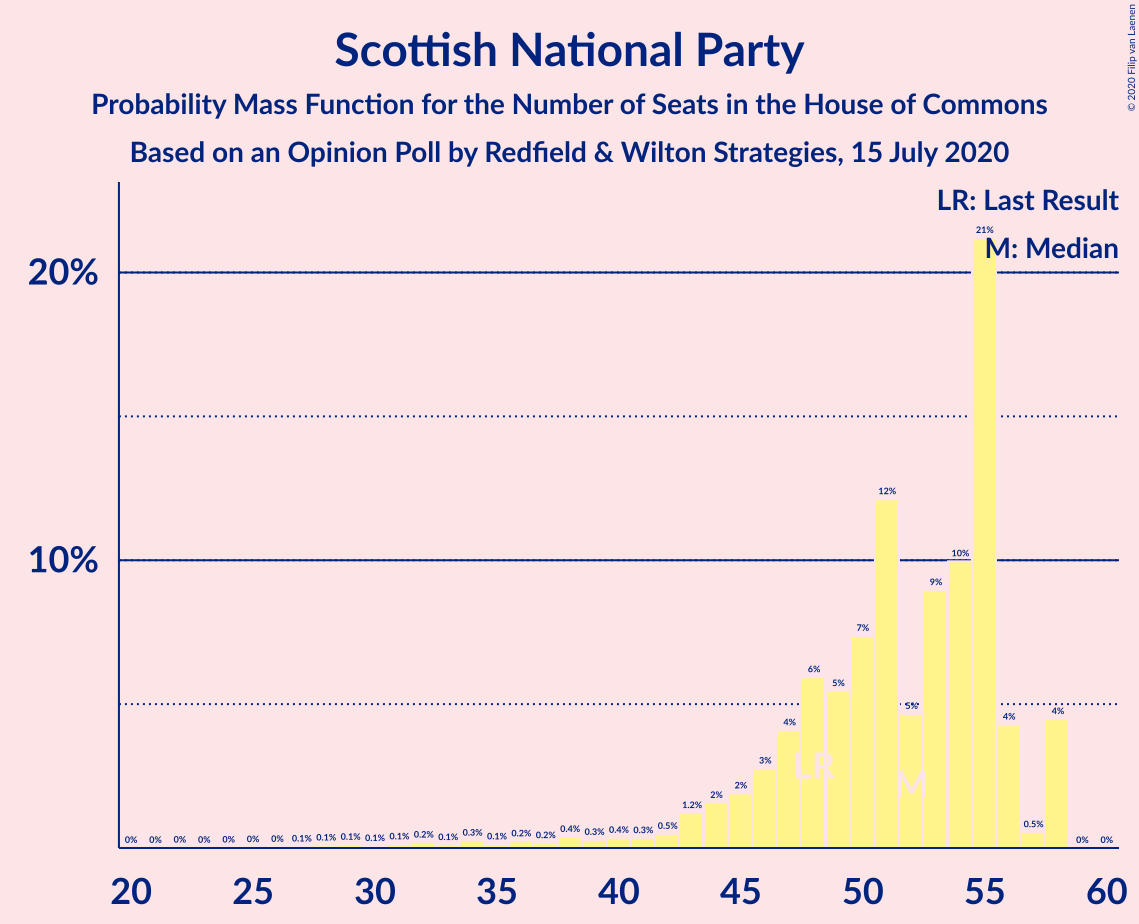 © 2020 Filip van Laenen
Scottish National Party
Probability Mass Function for the Number of Seats in the House of Commons
Based on an Opinion Poll by Redfield & Wilton Strategies, 15 July 2020
LR: Last Result
M: Median
20%
10%
0% 0% 0% 0% 0% 0% 0% 0.1% 0.1% 0.1% 0.1% 0.1% 0.2% 0.1% 0.3% 0.1% 0.2% 0.2% 0.4% 0.3% 0.4% 0.3% 0.5% 1.2% 2% 2% 3% 4% 6% 5% 7% 12% 5% 9% 10% 21% 4% 0.5% 4% 0% 0%
LR
M
20 25 30 35 40 45 50 55 60